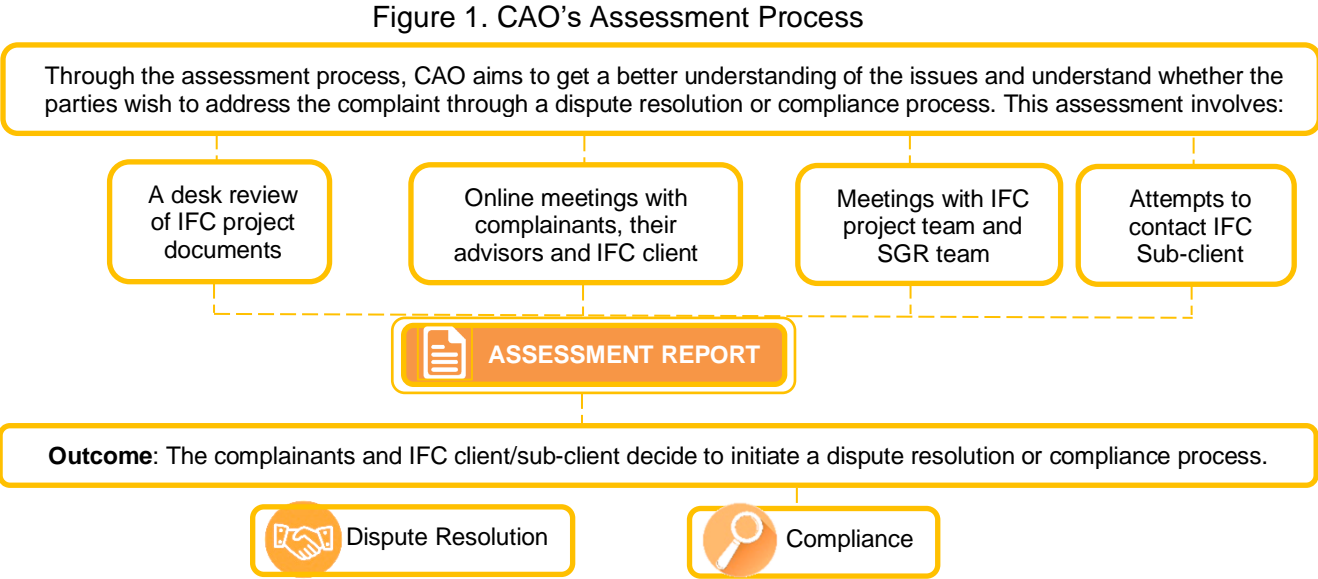 Figure 1. CAO's Assessment Process
Through the assessment process, CAO aims to get a better understanding of the issues and understand whether the
parties wish to address the complaint through a dispute resolution or compliance process. This assessment involves:
A desk review
of IFC project
documents
Online meetings with
complainants, their
advisors and IFC client
Meetings with IFC
project team and
SGR team
Attempts to
contact IFC
Sub-client
ASSESSMENT REPORT
Outcome: The complainants and IFC client/sub-client decide to initiate a dispute resolution or compliance process.
Dispute Resolution
Compliance